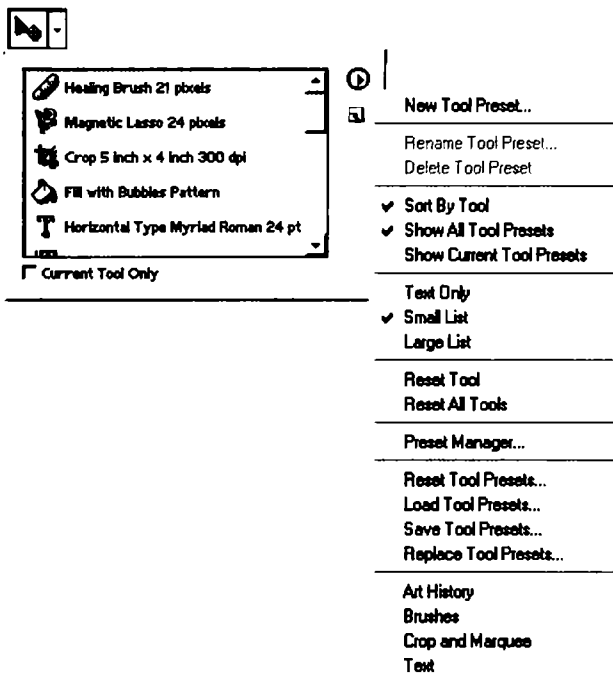 Healing Brush 21 pixels
Magnetic Lasso 24 pixels
Crop 5 inch x 4 inch 300 dpi
Fill with Bubbles Pattern
Horizontal Type Myriad Roman 24 pt
Current Tool Only
New Tool Preset...
Rename Tool Preset...
Delete Tool Preset
Sort By Tool
Show All Tool Presets
Show Current Tool Presets
Text Only
Small List
Large List
Reset Tool
Reset All Tools
Preset Manager...
Reset Tool Presets...
Load Tool Presets...
Save Tool Presets...
Replace Tool Presets...
Art History
Brushes
Crop and Marquee
Text